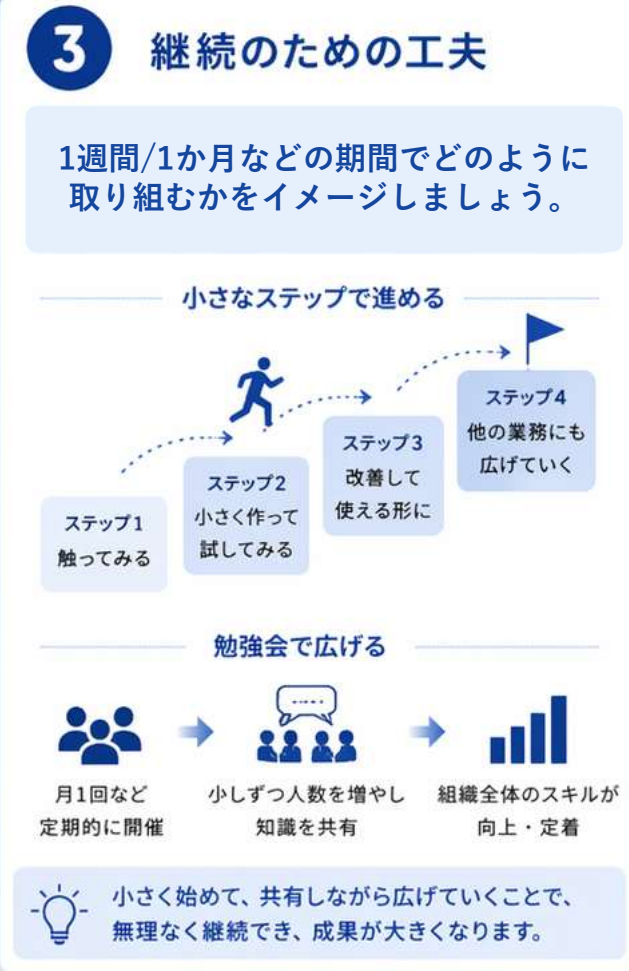 3 継続のための工夫
1週間/1か月などの期間でどのように
取り組むかをイメージしましょう。
小さなステップで進める
ステップ1
触ってみる
ステップ2
小さく作って
試してみる
ステップ3
改善して
使える形に
ステップ4
他の業務にも
広げていく
勉強会で広げる
月1回など
定期的に開催
少しずつ人数を増やし
知識を共有
組織全体のスキルが
向上・定着
小さく始めて、共有しながら広げていくことで、
無理なく継続でき、成果が大きくなります。